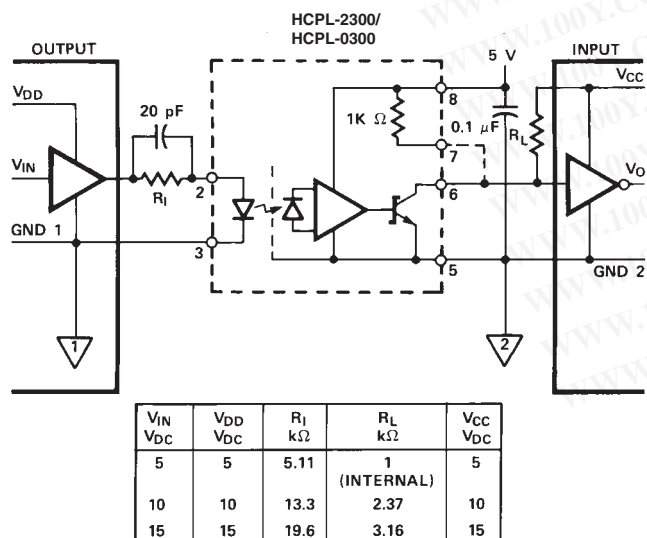 HCPL-2300/
HCPL-0300
OUTPUT
INPUT
5 V
VDD
VCC
20 pF
8
1K Ω
0.1 μF
RL
7
VIN
2
6
VO
RI
GND 1
3
5
GND 2
1
2
VIN VDD RI RL VCC
VDC VDC kΩ kΩ VDC
5 5 5.11 1 5
(INTERNAL)
10 10 13.3 2.37 10
15 15 19.6 3.16 15